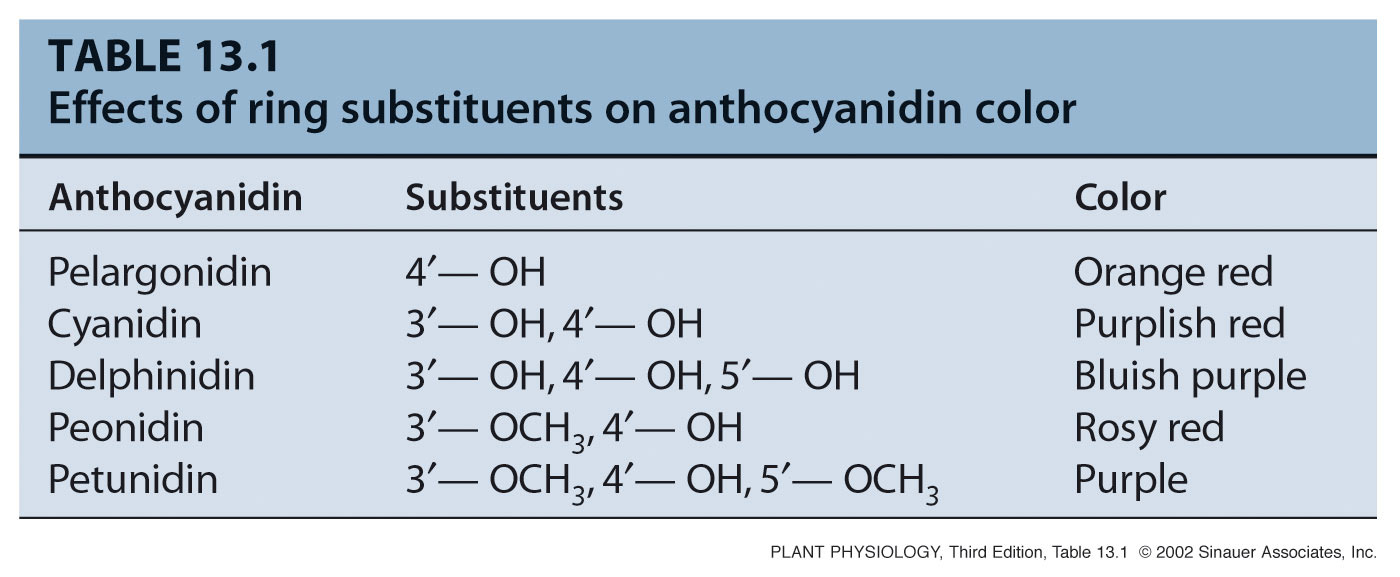 TABLE 13.1
Effects of ring substituents on anthocyanidin color
Anthocyanidin Substituents Color
Pelargonidin 4′— OH Orange red
Cyanidin 3′— OH, 4′— OH Purplish red
Delphinidin 3′— OH, 4′— OH, 5′— OH Bluish purple
Peonidin 3′— OCH₃, 4′— OH Rosy red
Petunidin 3′— OCH₃, 4′— OH, 5′— OCH₃ Purple
PLANT PHYSIOLOGY, Third Edition, Table 13.1 © 2002 Sinauer Associates, Inc.